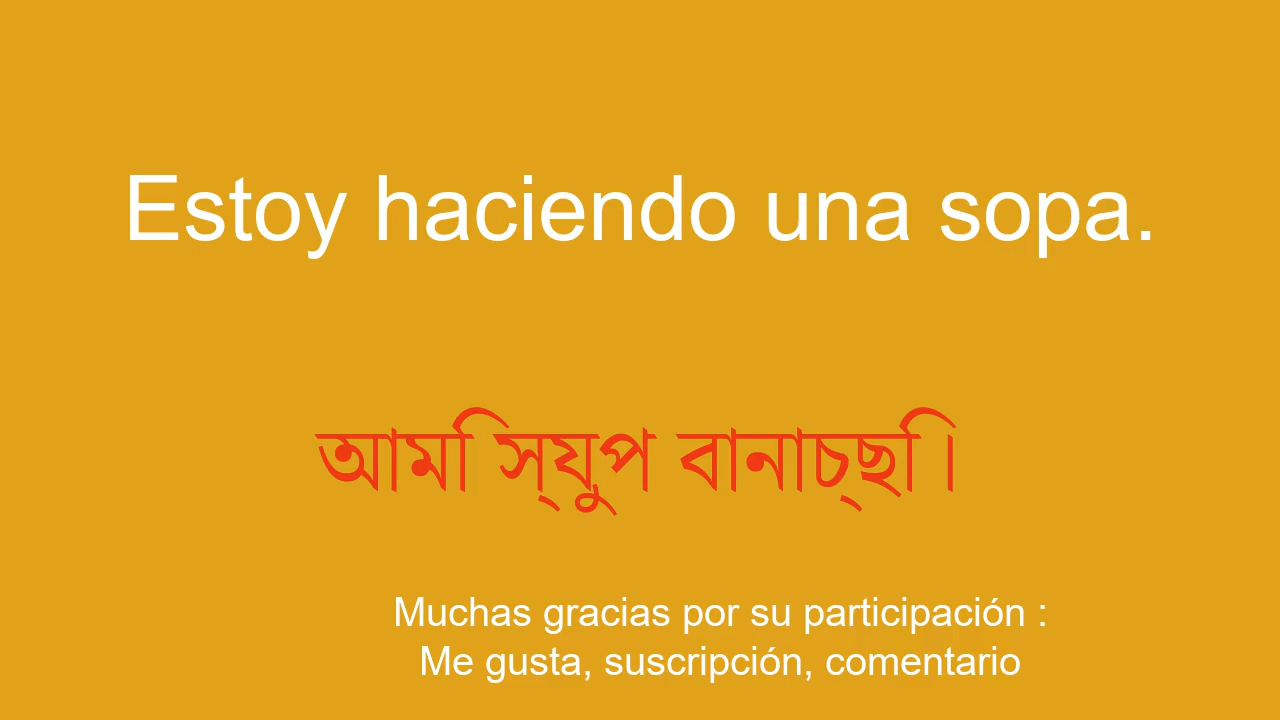 Estoy haciendo una sopa.
আমি স্যুপ বানাচ্ছি।
Muchas gracias por su participación :
Me gusta, suscripción, comentario